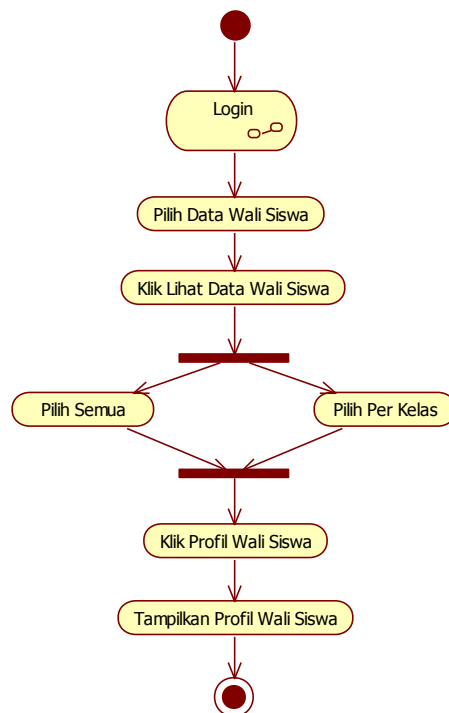 Login
Pilih Data Wali Siswa
Klik Lihat Data Wali Siswa
Pilih Semua
Pilih Per Kelas
Klik Profil Wali Siswa
Tampilkan Profil Wali Siswa